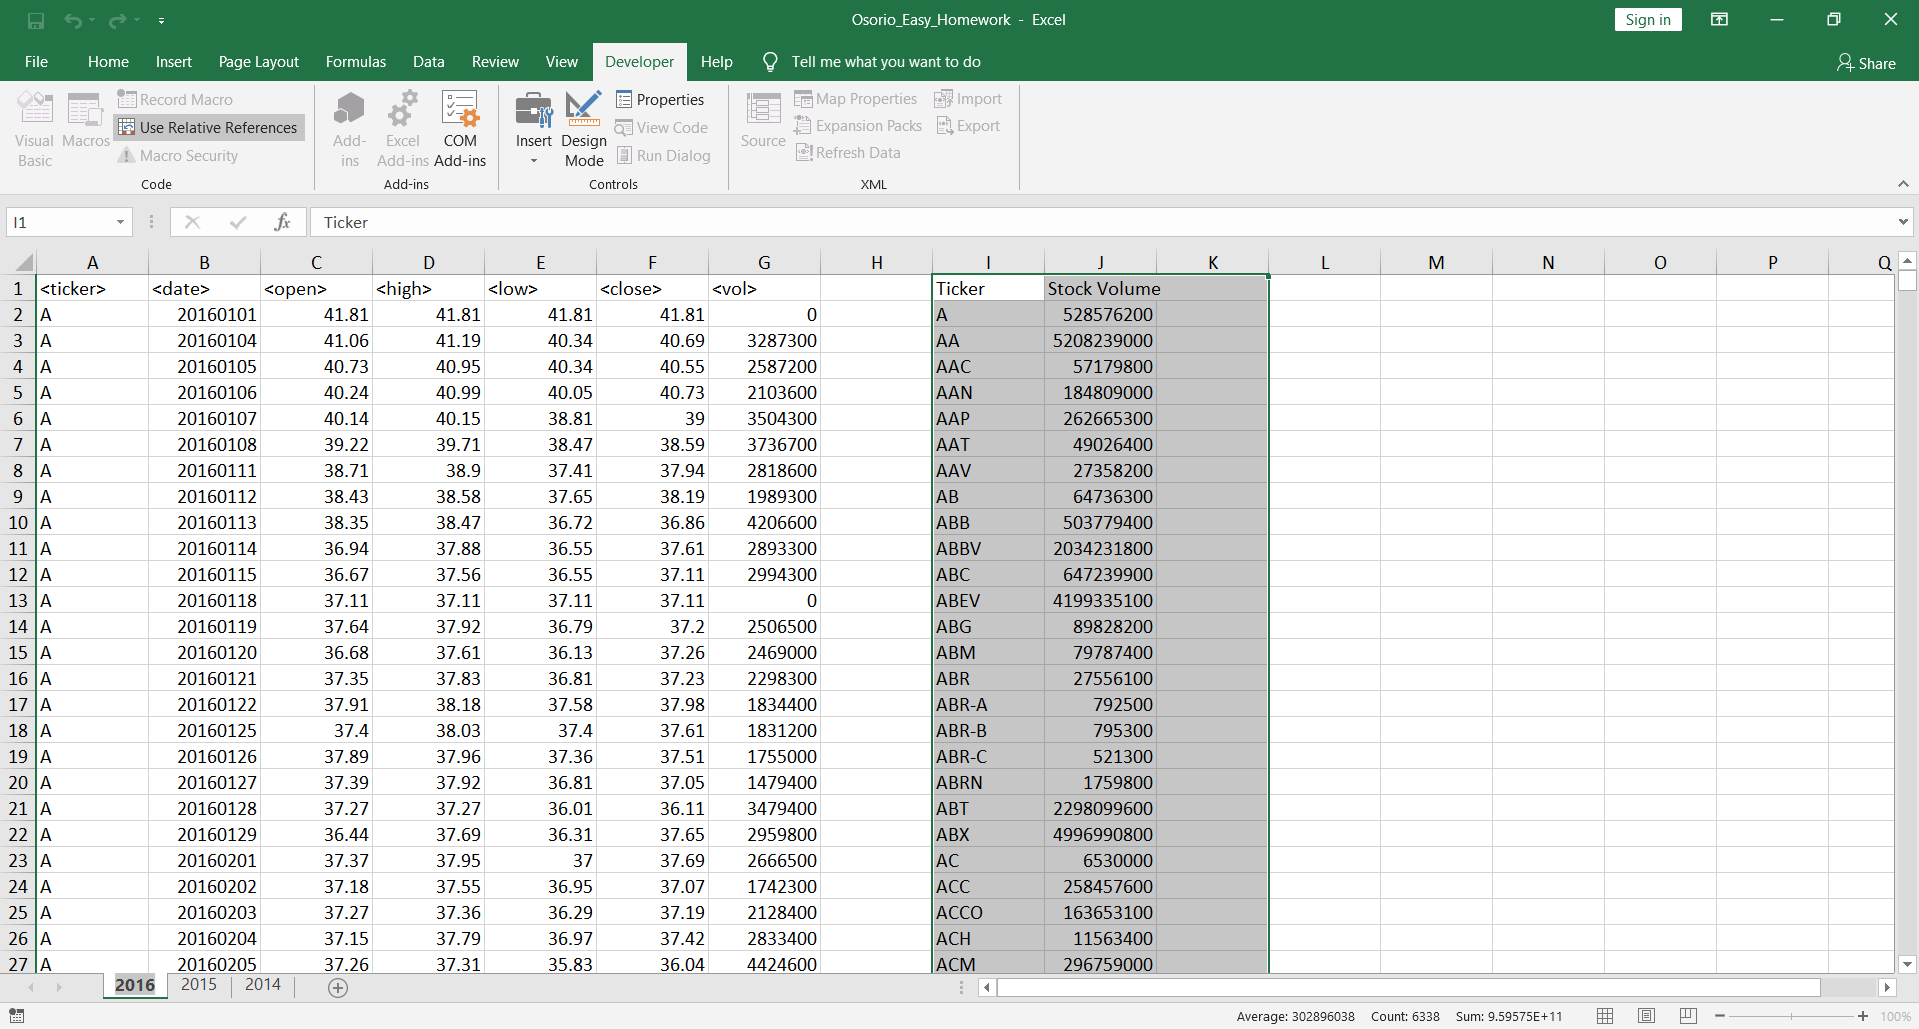 Osorio_Easy_Homework - Excel
Sign in
File Home Insert Page Layout Formulas Data Review View Developer Help Tell me what you want to do Share
Visual Basic
Macros
Record Macro
Use Relative References
Macro Security
Code
Add-ins
Excel Add-ins
COM Add-ins
Add-ins
Insert
Design Mode
Properties
View Code
Run Dialog
Controls
Source
Map Properties
Expansion Packs
Refresh Data
Import
Export
XML
I1 fx Ticker
A B C D E F G H I J K L M N O P Q
1 <ticker> <date> <open> <high> <low> <close> <vol> Ticker Stock Volume
2 A 20160101 41.81 41.81 41.81 41.81 0 A 528576200
3 A 20160104 41.06 41.19 40.34 40.69 3287300 AA 5208239000
4 A 20160105 40.73 40.95 40.34 40.55 2587200 AAC 57179800
5 A 20160106 40.24 40.99 40.05 40.73 2103600 AAN 184809000
6 A 20160107 40.14 40.15 38.81 39 3504300 AAP 262665300
7 A 20160108 39.22 39.71 38.47 38.59 3736700 AAT 49026400
8 A 20160111 38.71 38.9 37.41 37.94 2818600 AAV 27358200
9 A 20160112 38.43 38.58 37.65 38.19 1989300 AB 64736300
10 A 20160113 38.35 38.47 36.72 36.86 4206600 ABB 503779400
11 A 20160114 36.94 37.88 36.55 37.61 2893300 ABBV 2034231800
12 A 20160115 36.67 37.56 36.55 37.11 2994300 ABC 647239900
13 A 20160118 37.11 37.11 37.11 37.11 0 ABEV 4199335100
14 A 20160119 37.64 37.92 36.79 37.2 2506500 ABG 89828200
15 A 20160120 36.68 37.61 36.13 37.26 2469000 ABM 79787400
16 A 20160121 37.35 37.83 36.81 37.23 2298300 ABR 27556100
17 A 20160122 37.91 38.18 37.58 37.98 1834400 ABR-A 792500
18 A 20160125 37.4 38.03 37.4 37.61 1831200 ABR-B 795300
19 A 20160126 37.89 37.96 37.36 37.51 1755000 ABR-C 521300
20 A 20160127 37.39 37.92 36.81 37.05 1479400 ABRN 1759800
21 A 20160128 37.27 37.27 36.01 36.11 3479400 ABT 2298099600
22 A 20160129 36.44 37.69 36.31 37.65 2959800 ABX 4996990800
23 A 20160201 37.37 37.95 37 37.69 2666500 AC 6530000
24 A 20160202 37.18 37.55 36.95 37.07 1742300 ACC 258457600
25 A 20160203 37.27 37.36 36.29 37.19 2128400 ACCO 163653100
26 A 20160204 37.15 37.79 36.97 37.42 2833400 ACH 11563400
27 A 20160205 37.26 37.31 35.83 36.04 4424600 ACM 296759000
2016 2015 2014
Average: 302896038 Count: 6338 Sum: 9.59575E+11 100%